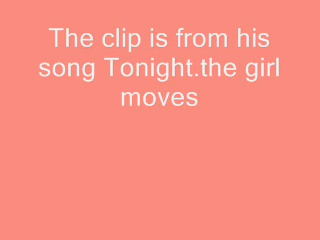 The clip is from his
song Tonight.the girl
moves